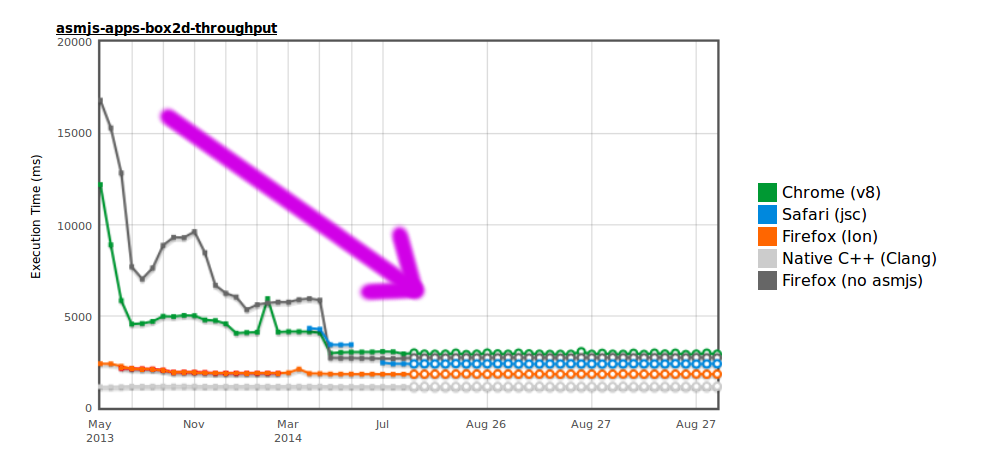 asmjs-apps-box2d-throughput
20000
15000
10000
5000
0
Execution Time (ms)
May 2013
Nov
Mar 2014
Jul
Aug 26
Aug 27
Aug 27
Chrome (v8)
Safari (jsc)
Firefox (Ion)
Native C++ (Clang)
Firefox (no asmjs)